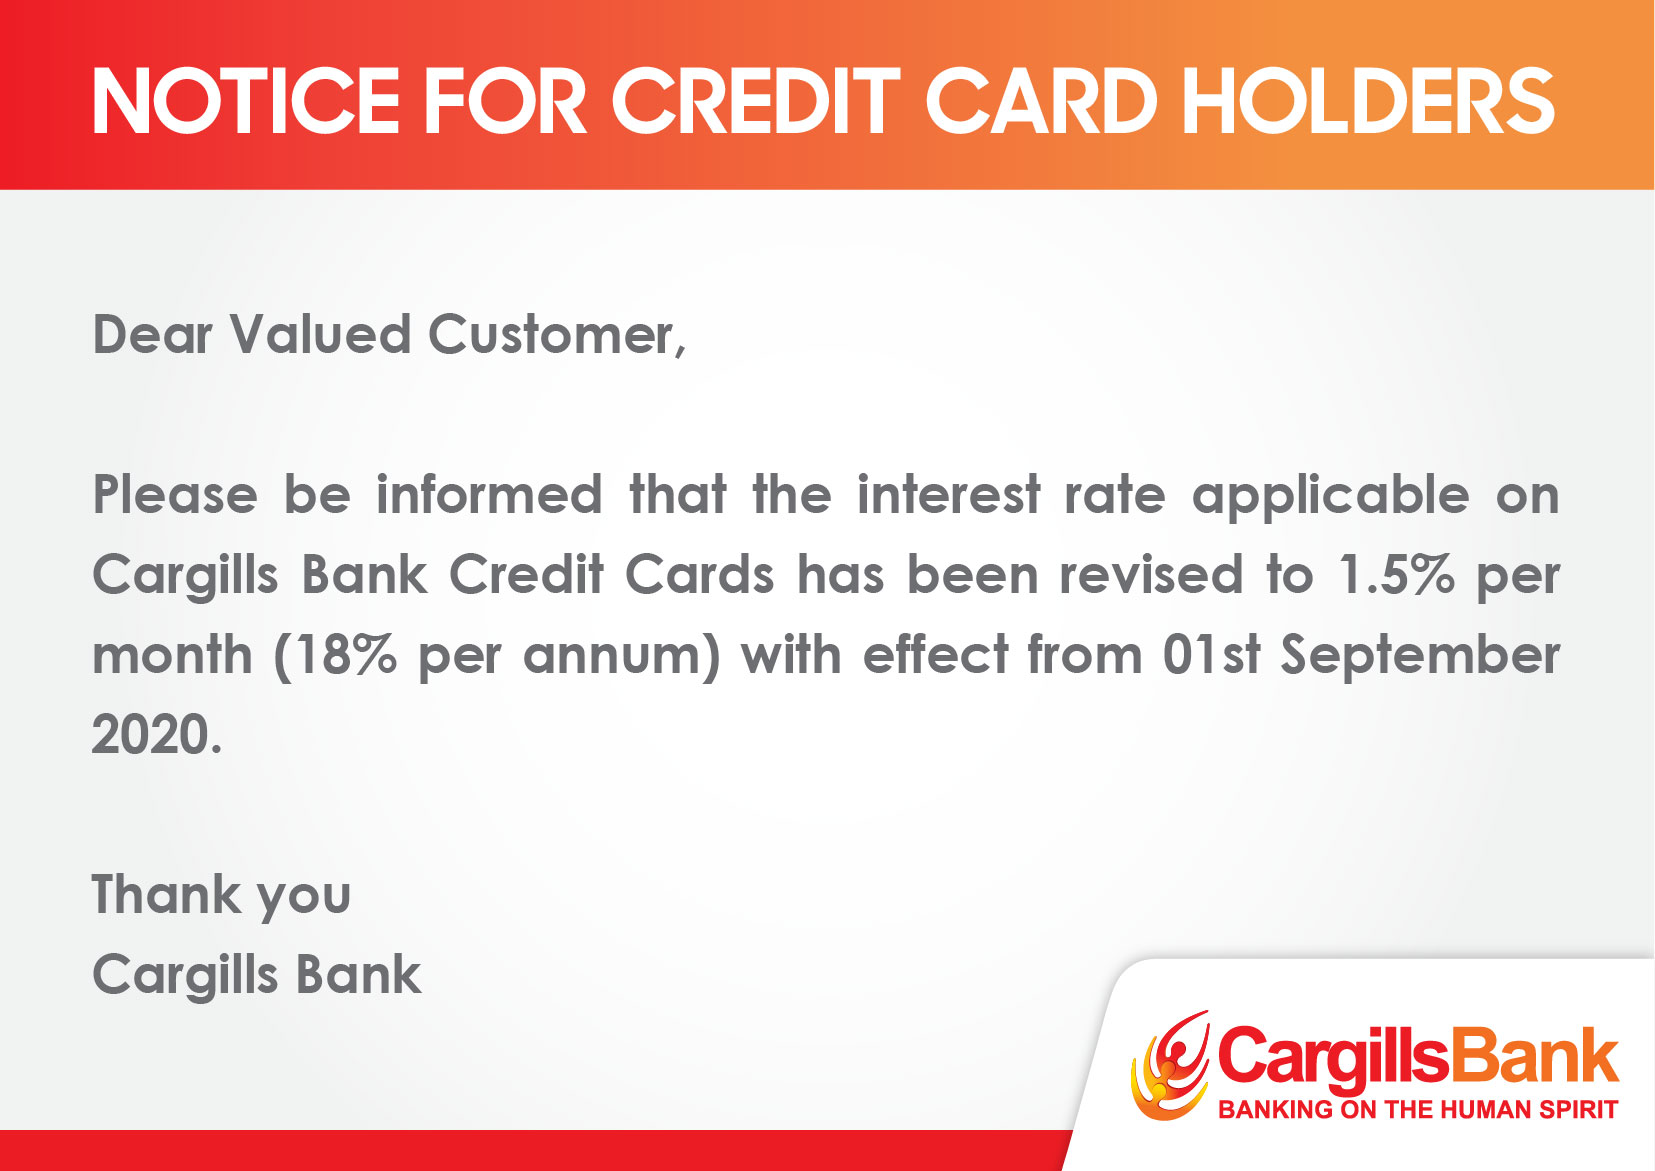 NOTICE FOR CREDIT CARD HOLDERS
Dear Valued Customer,
Please be informed that the interest rate applicable on
Cargills Bank Credit Cards has been revised to 1.5% per
month (18% per annum) with effect from 01st September
2020.
Thank you
Cargills Bank
CargillsBank
BANKING ON THE HUMAN SPIRIT